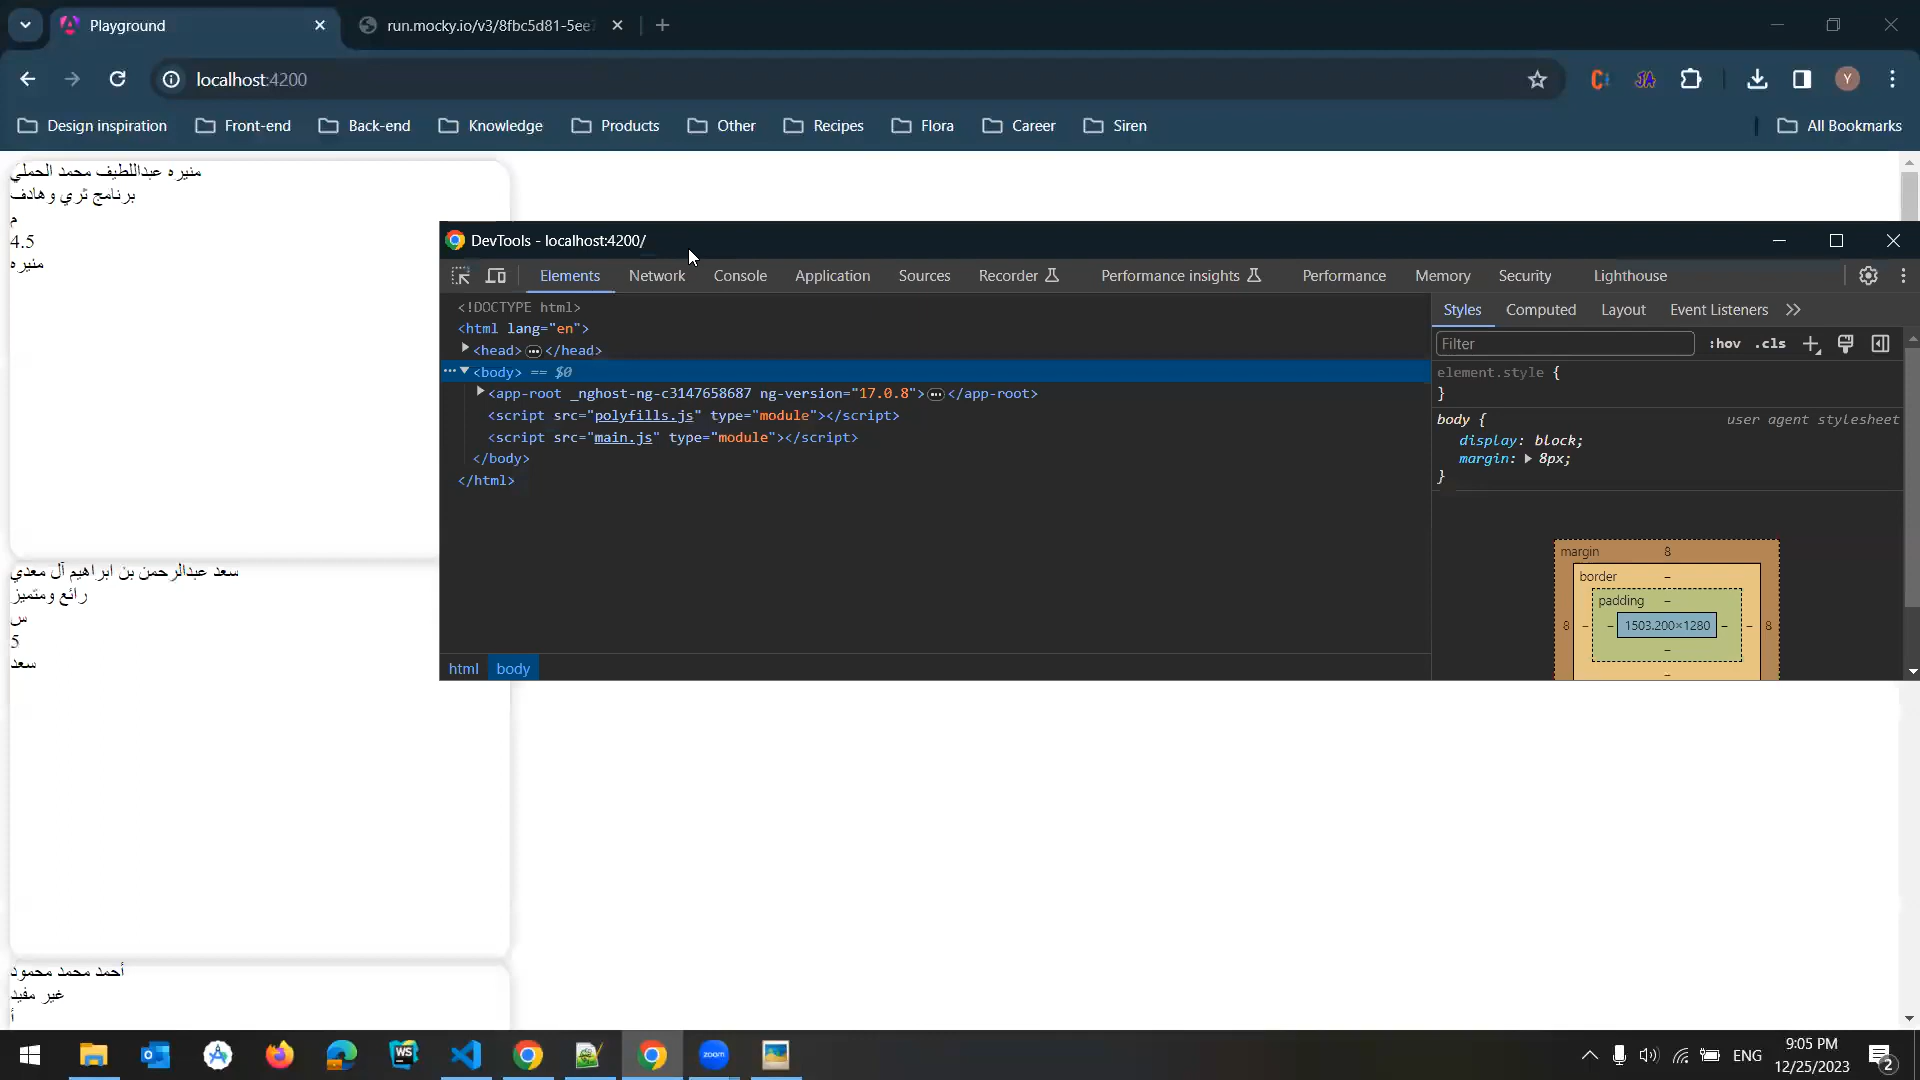 Playground
run.mocky.io/v3/8fbc5d81-5ee
localhost:4200
Y
Design inspiration
Front-end
Back-end
Knowledge
Products
Other
Recipes
Flora
Career
Siren
All Bookmarks
منيره عبداللطيف محمد الحملي
برنامج ثري وهادف
م
4.5
منيره
DevTools - localhost:4200/
Elements
Network
Console
Application
Sources
Recorder
Performance insights
Performance
Memory
Security
Lighthouse
<!DOCTYPE html>
<html lang="en">
<head> ••• </head>
••• <body> == $0
<app-root _nghost-ng-c3147658687 ng-version="17.0.8"> ••• </app-root>
<script src="polyfills.js" type="module"></script>
<script src="main.js" type="module"></script>
</body>
</html>
html
body
Styles
Computed
Layout
Event Listeners
Filter
:hov
.cls
element.style {
}
body {
user agent stylesheet
display: block;
margin: 8px;
}
margin
8
border
–
padding
–
8
–
–
1503.200×1280
–
–
8
–
–
سعد عبدالرحمن بن ابراهيم آل معدي
رائع ومتميز
س
5
سعد
أحمد محمد محمود
غير مفيد
أ
WS
zoom
ENG
9:05 PM
12/25/2023
2